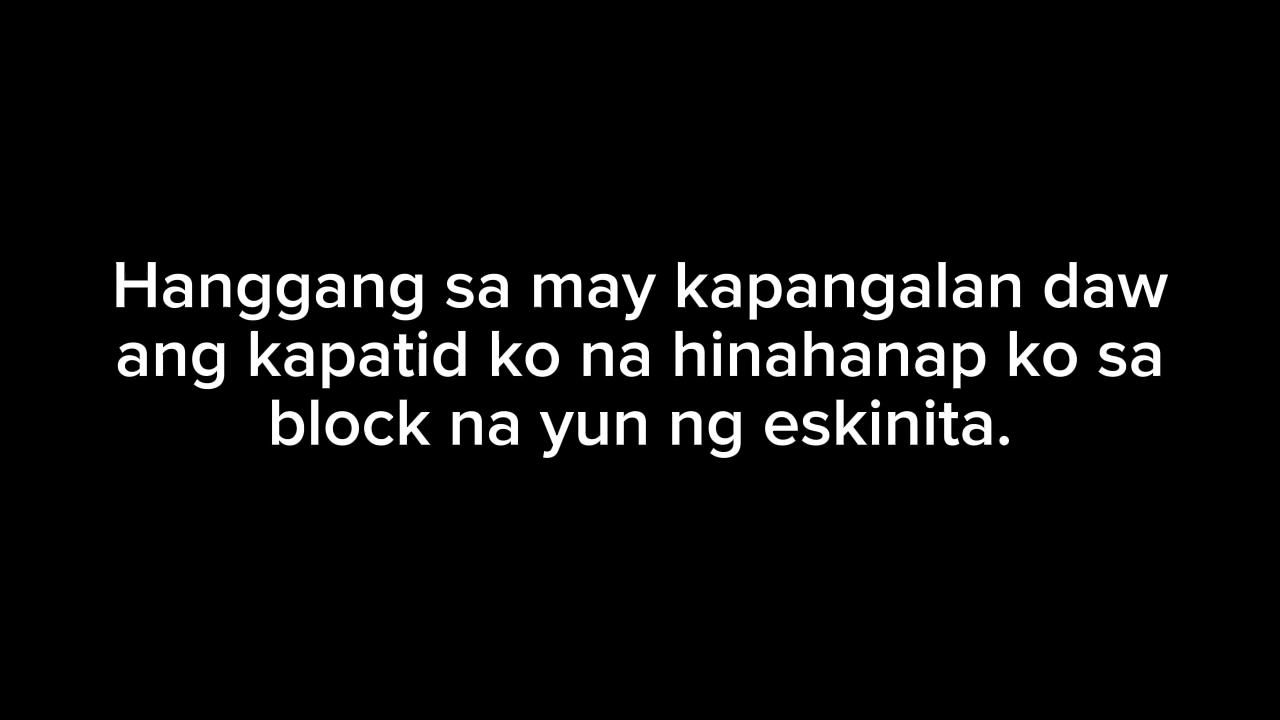 Hanggang sa may kapangalan daw
ang kapatid ko na hinahanap ko sa
block na yun ng eskinita.